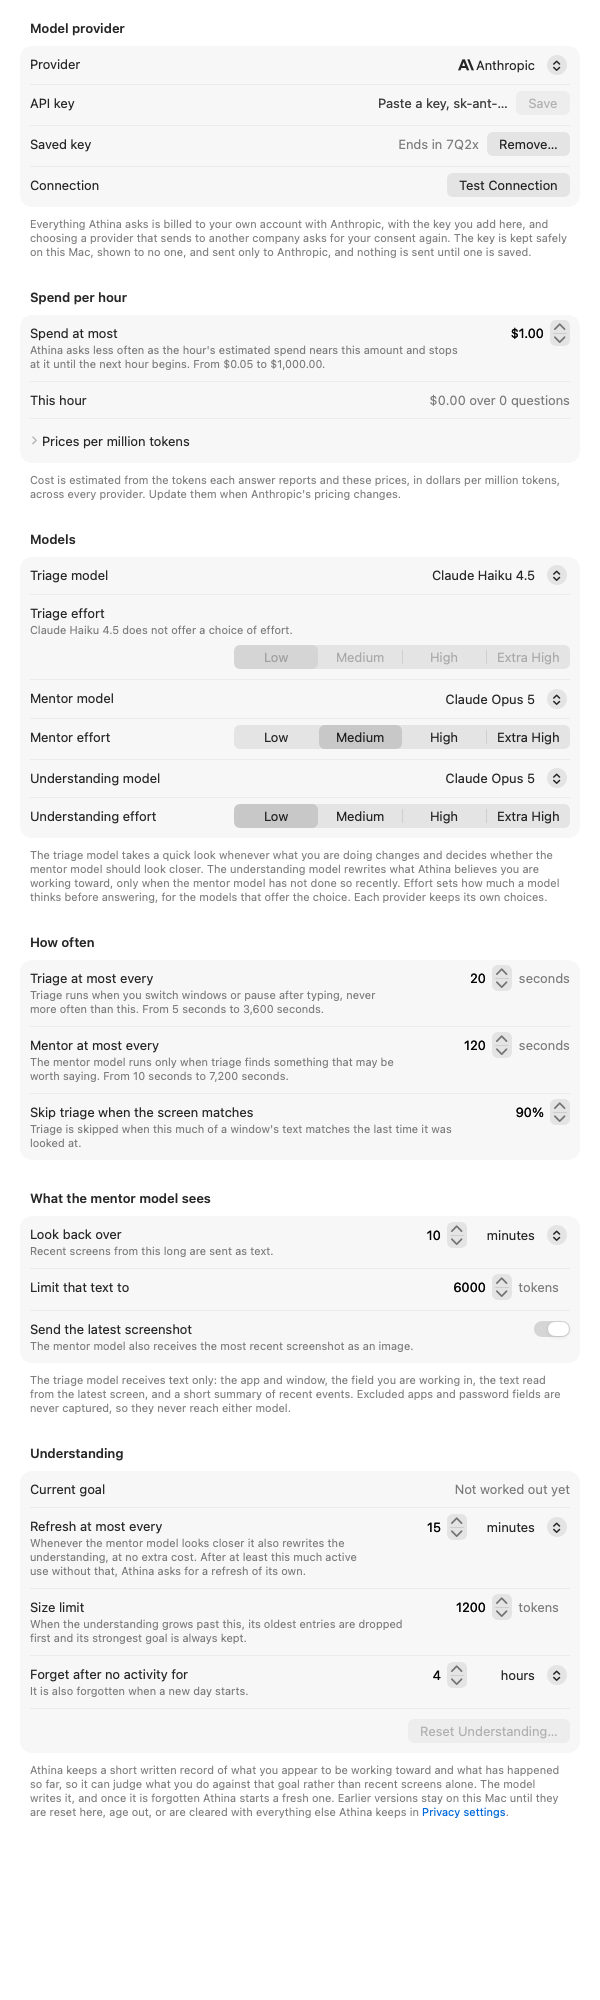 Model provider
Provider
Anthropic
API key
Paste a key, sk-ant-...
Save
Saved key
Ends in 7Q2x
Remove...
Connection
Test Connection
Everything Athina asks is billed to your own account with Anthropic, with the key you add here, and
choosing a provider that sends to another company asks for your consent again. The key is kept safely
on this Mac, shown to no one, and sent only to Anthropic, and nothing is sent until one is saved.
Spend per hour
Spend at most
$1.00
Athina asks less often as the hour's estimated spend nears this amount and stops
at it until the next hour begins. From $0.05 to $1,000.00.
This hour
$0.00 over 0 questions
Prices per million tokens
Cost is estimated from the tokens each answer reports and these prices, in dollars per million tokens,
across every provider. Update them when Anthropic's pricing changes.
Models
Triage model
Claude Haiku 4.5
Triage effort
Claude Haiku 4.5 does not offer a choice of effort.
Low
Medium
High
Extra High
Mentor model
Claude Opus 5
Mentor effort
Low
Medium
High
Extra High
Understanding model
Claude Opus 5
Understanding effort
Low
Medium
High
Extra High
The triage model takes a quick look whenever what you are doing changes and decides whether the
mentor model should look closer. The understanding model rewrites what Athina believes you are
working toward, only when the mentor model has not done so recently. Effort sets how much a model
thinks before answering, for the models that offer the choice. Each provider keeps its own choices.
How often
Triage at most every
20
seconds
Triage runs when you switch windows or pause after typing, never
more often than this. From 5 seconds to 3,600 seconds.
Mentor at most every
120
seconds
The mentor model runs only when triage finds something that may be
worth saying. From 10 seconds to 7,200 seconds.
Skip triage when the screen matches
90%
Triage is skipped when this much of a window's text matches the last time it was
looked at.
What the mentor model sees
Look back over
10
minutes
Recent screens from this long are sent as text.
Limit that text to
6000
tokens
Send the latest screenshot
The mentor model also receives the most recent screenshot as an image.
The triage model receives text only: the app and window, the field you are working in, the text read
from the latest screen, and a short summary of recent events. Excluded apps and password fields are
never captured, so they never reach either model.
Understanding
Current goal
Not worked out yet
Refresh at most every
15
minutes
Whenever the mentor model looks closer it also rewrites the
understanding, at no extra cost. After at least this much active
use without that, Athina asks for a refresh of its own.
Size limit
1200
tokens
When the understanding grows past this, its oldest entries are dropped
first and its strongest goal is always kept.
Forget after no activity for
4
hours
It is also forgotten when a new day starts.
Reset Understanding...
Athina keeps a short written record of what you appear to be working toward and what has happened
so far, so it can judge what you do against that goal rather than recent screens alone. The model
writes it, and once it is forgotten Athina starts a fresh one. Earlier versions stay on this Mac until they
are reset here, age out, or are cleared with everything else Athina keeps in Privacy settings.